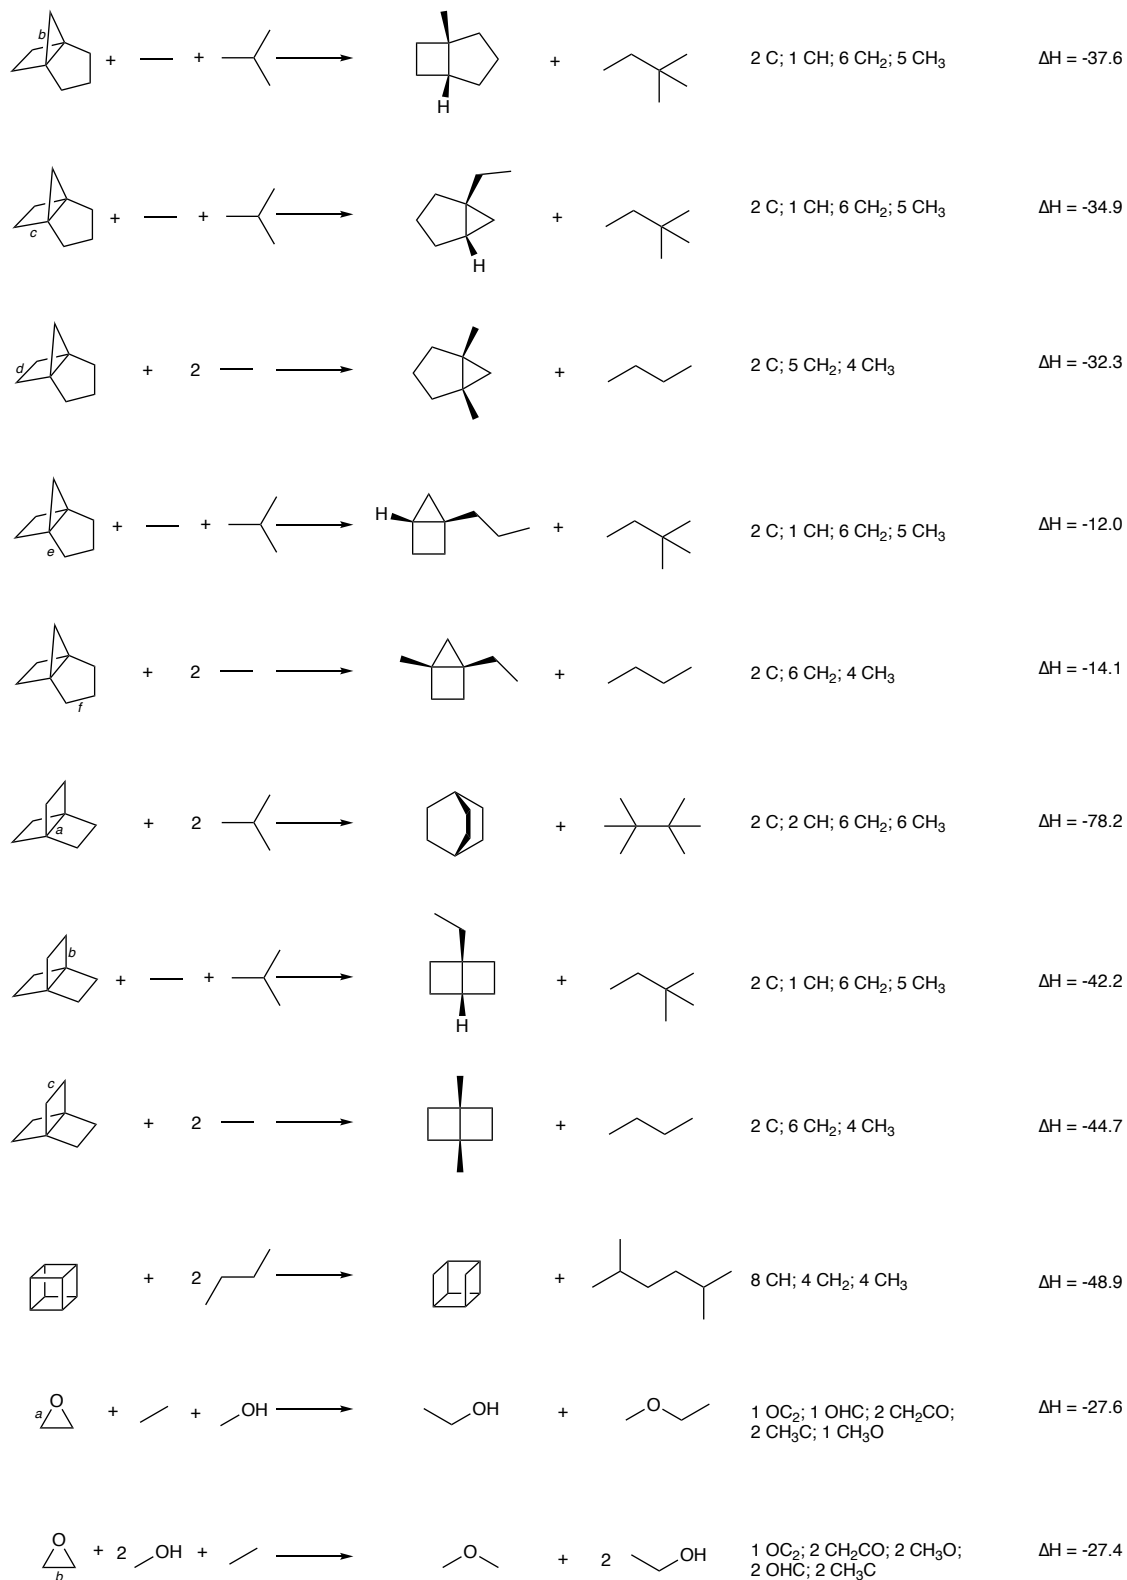 b
+ + + 2 C; 1 CH; 6 CH₂; 5 CH₃ ΔH = -37.6
H
c
+ + + 2 C; 1 CH; 6 CH₂; 5 CH₃ ΔH = -34.9
H
d
+ 2 + 2 C; 5 CH₂; 4 CH₃ ΔH = -32.3
H
e
+ + + 2 C; 1 CH; 6 CH₂; 5 CH₃ ΔH = -12.0
+ 2 + 2 C; 6 CH₂; 4 CH₃ ΔH = -14.1
f
a
+ 2 + 2 C; 2 CH; 6 CH₂; 6 CH₃ ΔH = -78.2
b
+ + + 2 C; 1 CH; 6 CH₂; 5 CH₃ ΔH = -42.2
H
c
+ 2 + 2 C; 6 CH₂; 4 CH₃ ΔH = -44.7
+ 2 + 8 CH; 4 CH₂; 4 CH₃ ΔH = -48.9
O
a + + OH OH + O 1 OC₂; 1 OHC; 2 CH₂CO; ΔH = -27.6
2 CH₃C; 1 CH₃O
O
+ 2 OH + O + 2 OH 1 OC₂; 2 CH₂CO; 2 CH₃O; ΔH = -27.4
b
2 OHC; 2 CH₃C